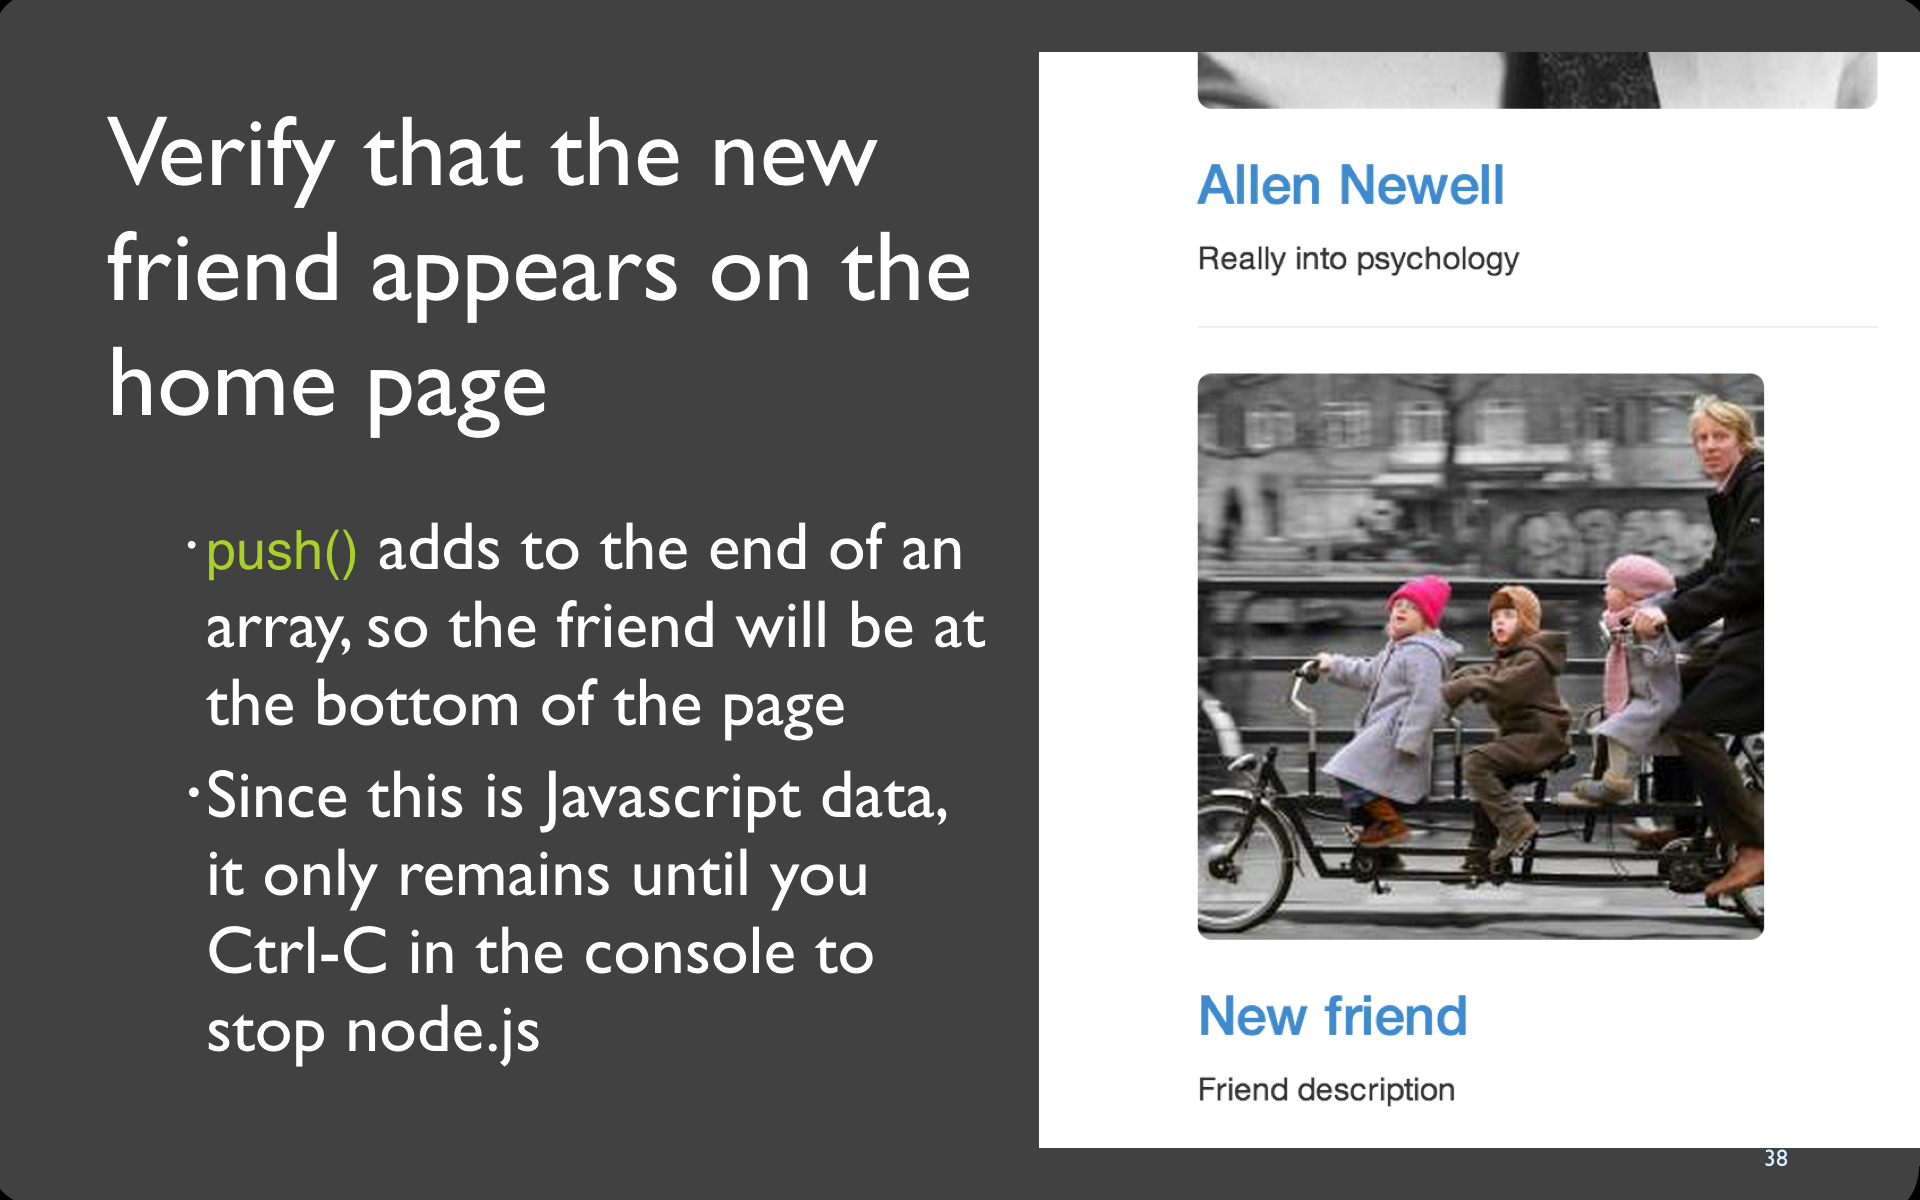 Verify that the new
friend appears on the
home page
· push() adds to the end of an
array, so the friend will be at
the bottom of the page
· Since this is Javascript data,
it only remains until you
Ctrl-C in the console to
stop node.js
Allen Newell
Really into psychology
New friend
Friend description
38